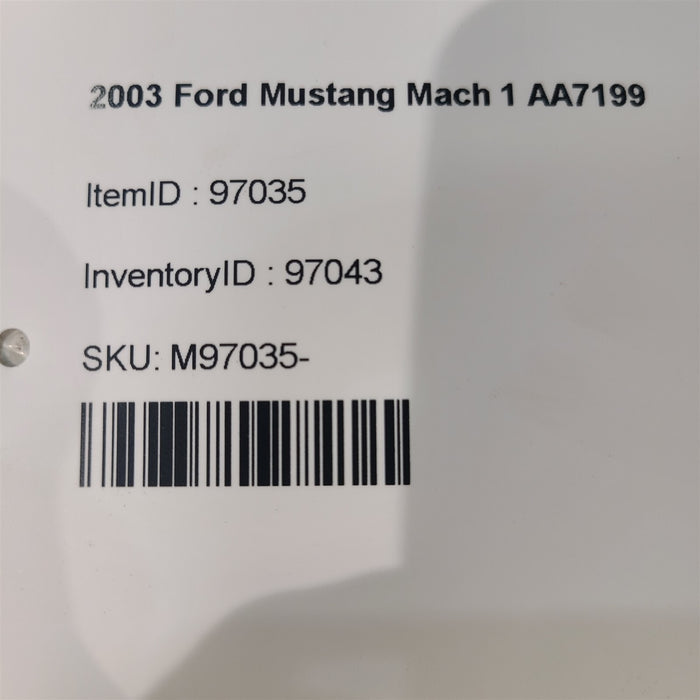 2003 Ford Mustang Mach 1 AA7199
ItemID : 97035
InventoryID : 97043
SKU: M97035-